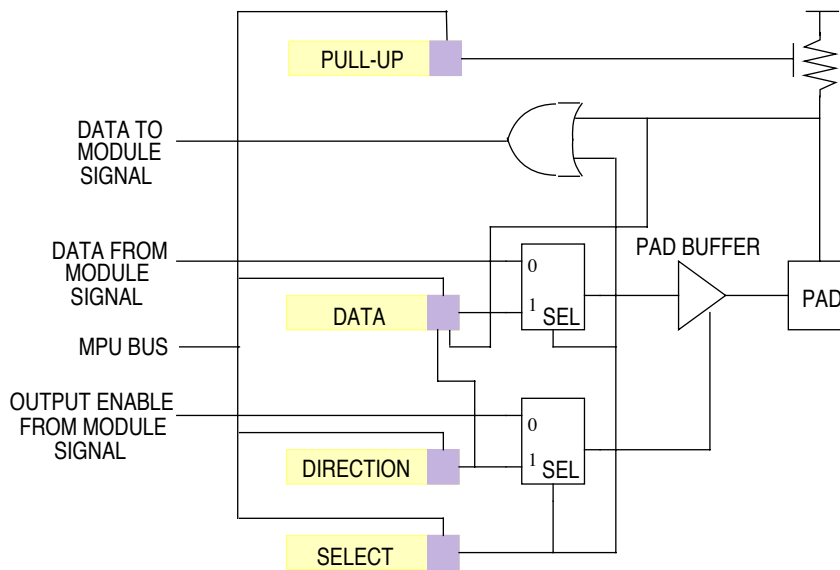 PULL-UP
DATA TO
MODULE
SIGNAL
DATA FROM
MODULE
SIGNAL
0
1
SEL
PAD BUFFER
PAD
DATA
MPU BUS
OUTPUT ENABLE
FROM MODULE
SIGNAL
0
1
SEL
DIRECTION
SELECT